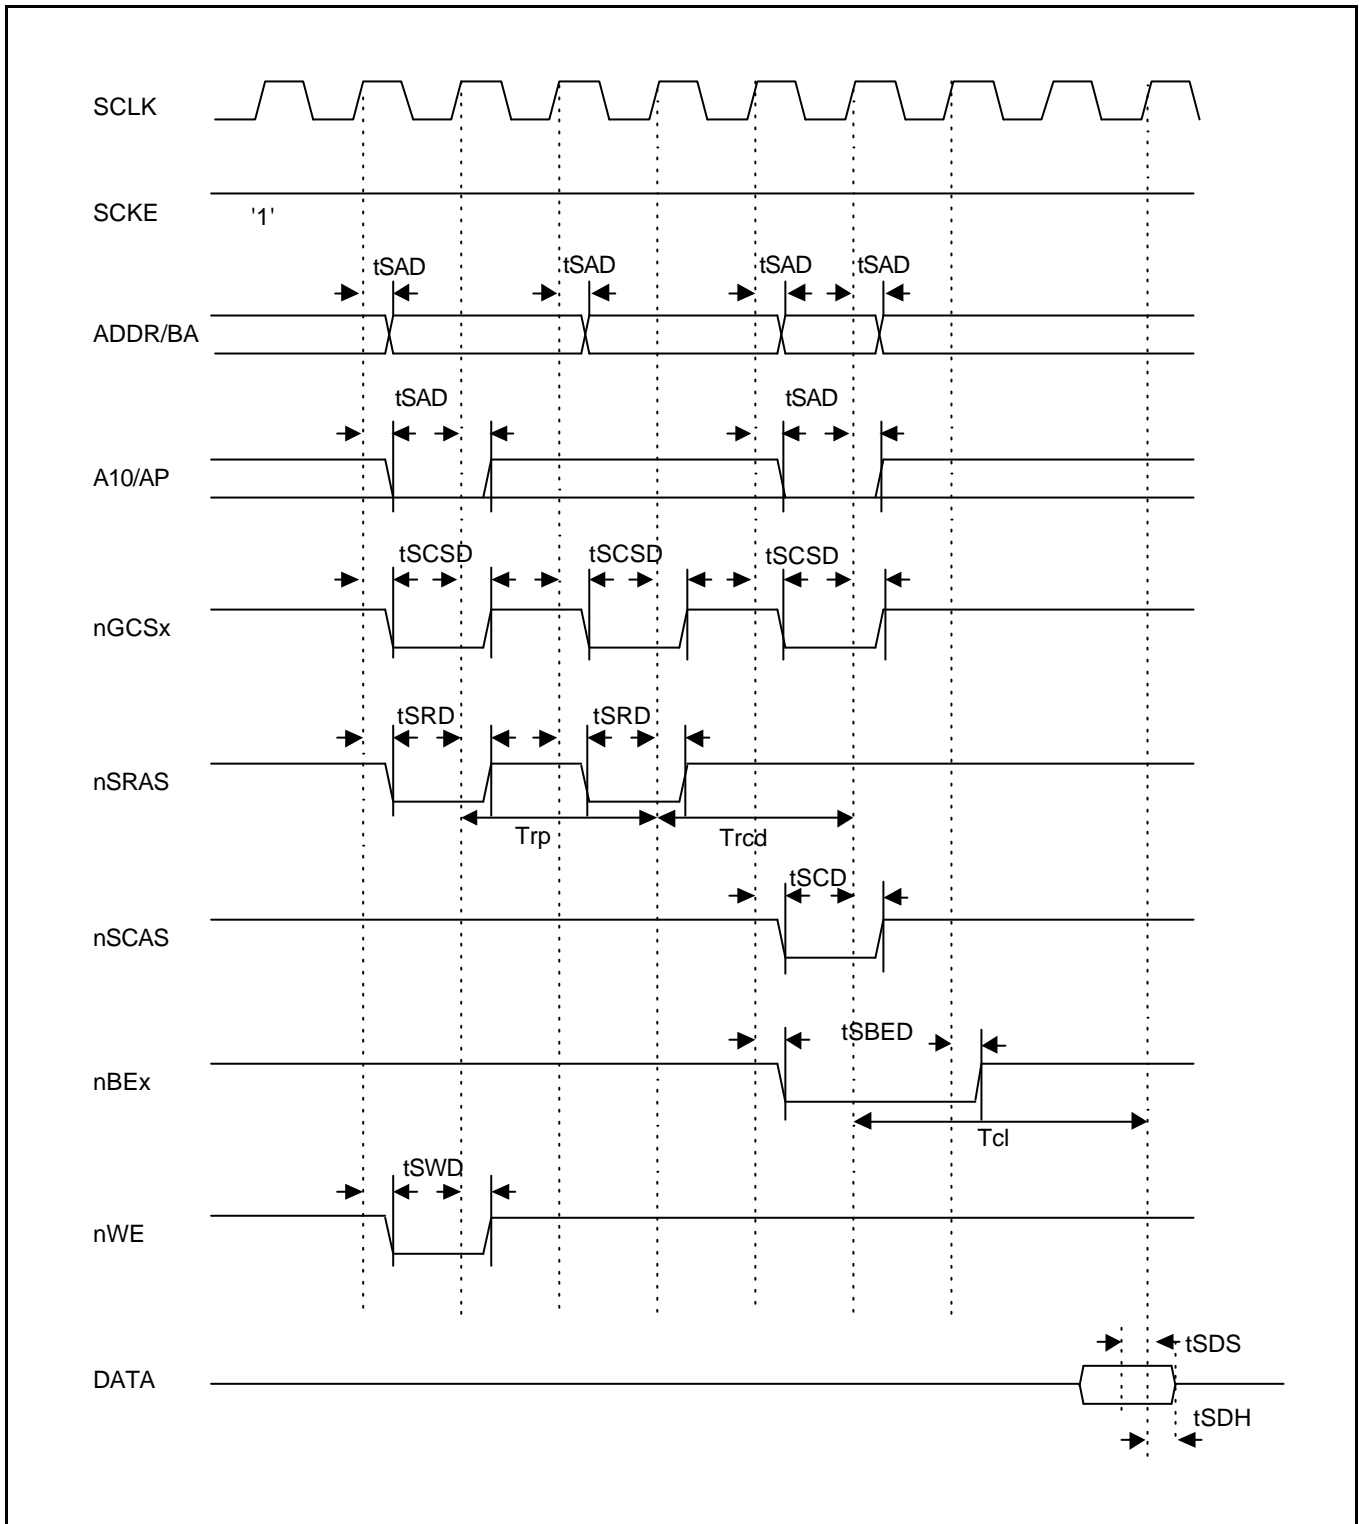 SCLK
SCKE '1'
tSAD tSAD tSAD tSAD
ADDR/BA
tSAD tSAD
A10/AP
tSCSD tSCSD tSCSD
nGCSx
tSRD tSRD
nSRAS
Trp Trcd
tSCD
nSCAS
tSBED
nBEx
Tcl
tSWD
nWE
tSDS
DATA
tSDH